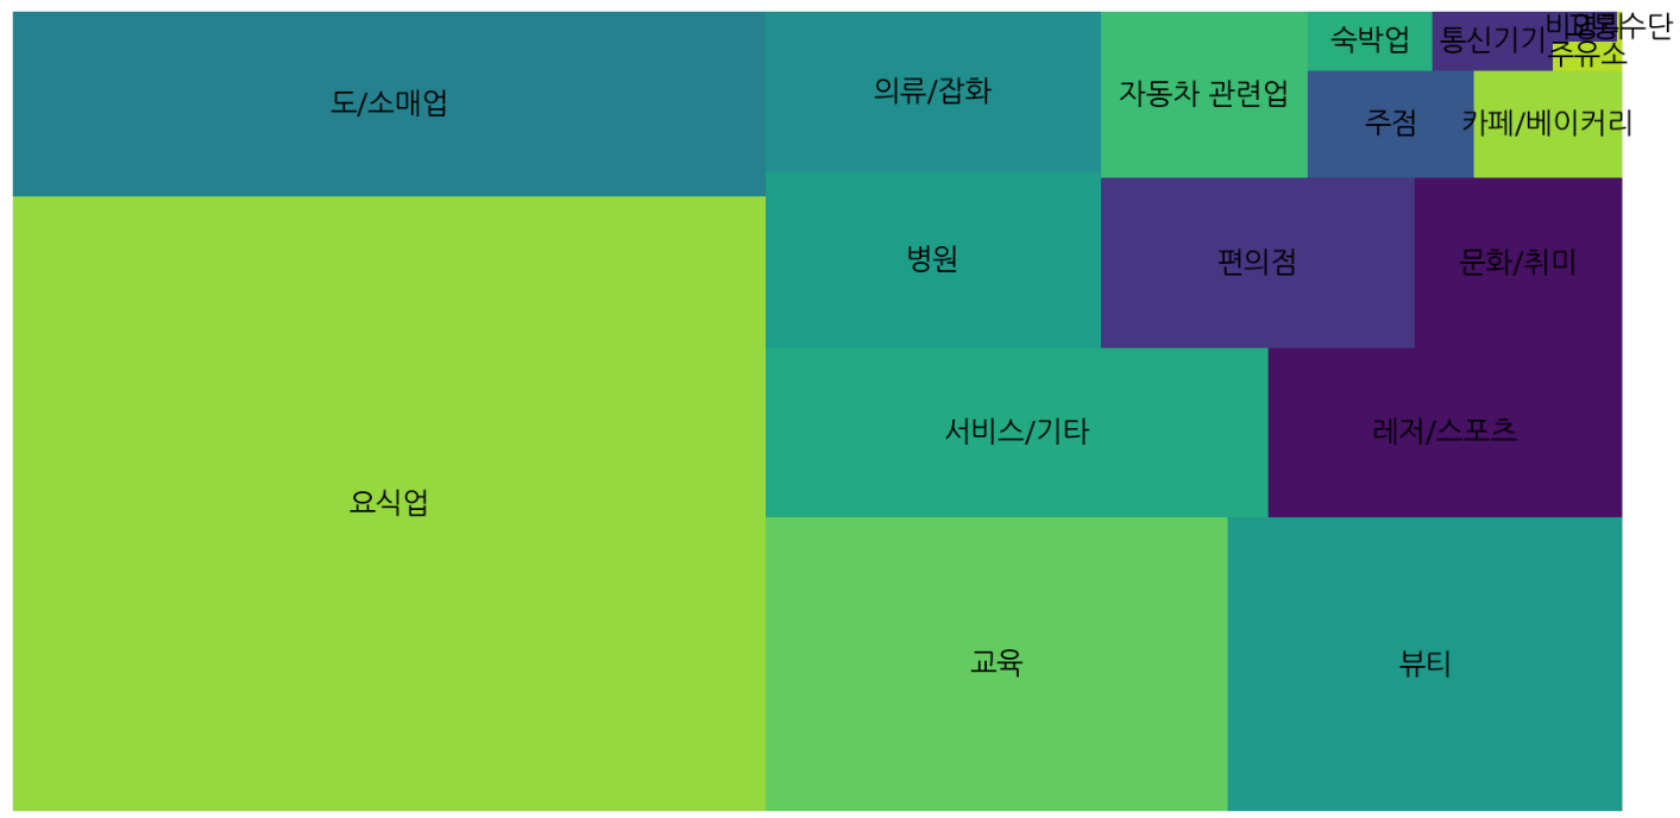 도/소매업
의류/잡화
자동차 관련업
숙박업
통신기기
수단
주유소
주점
카페/베이커리
병원
편의점
문화/취미
서비스/기타
레저/스포츠
요식업
교육
뷰티